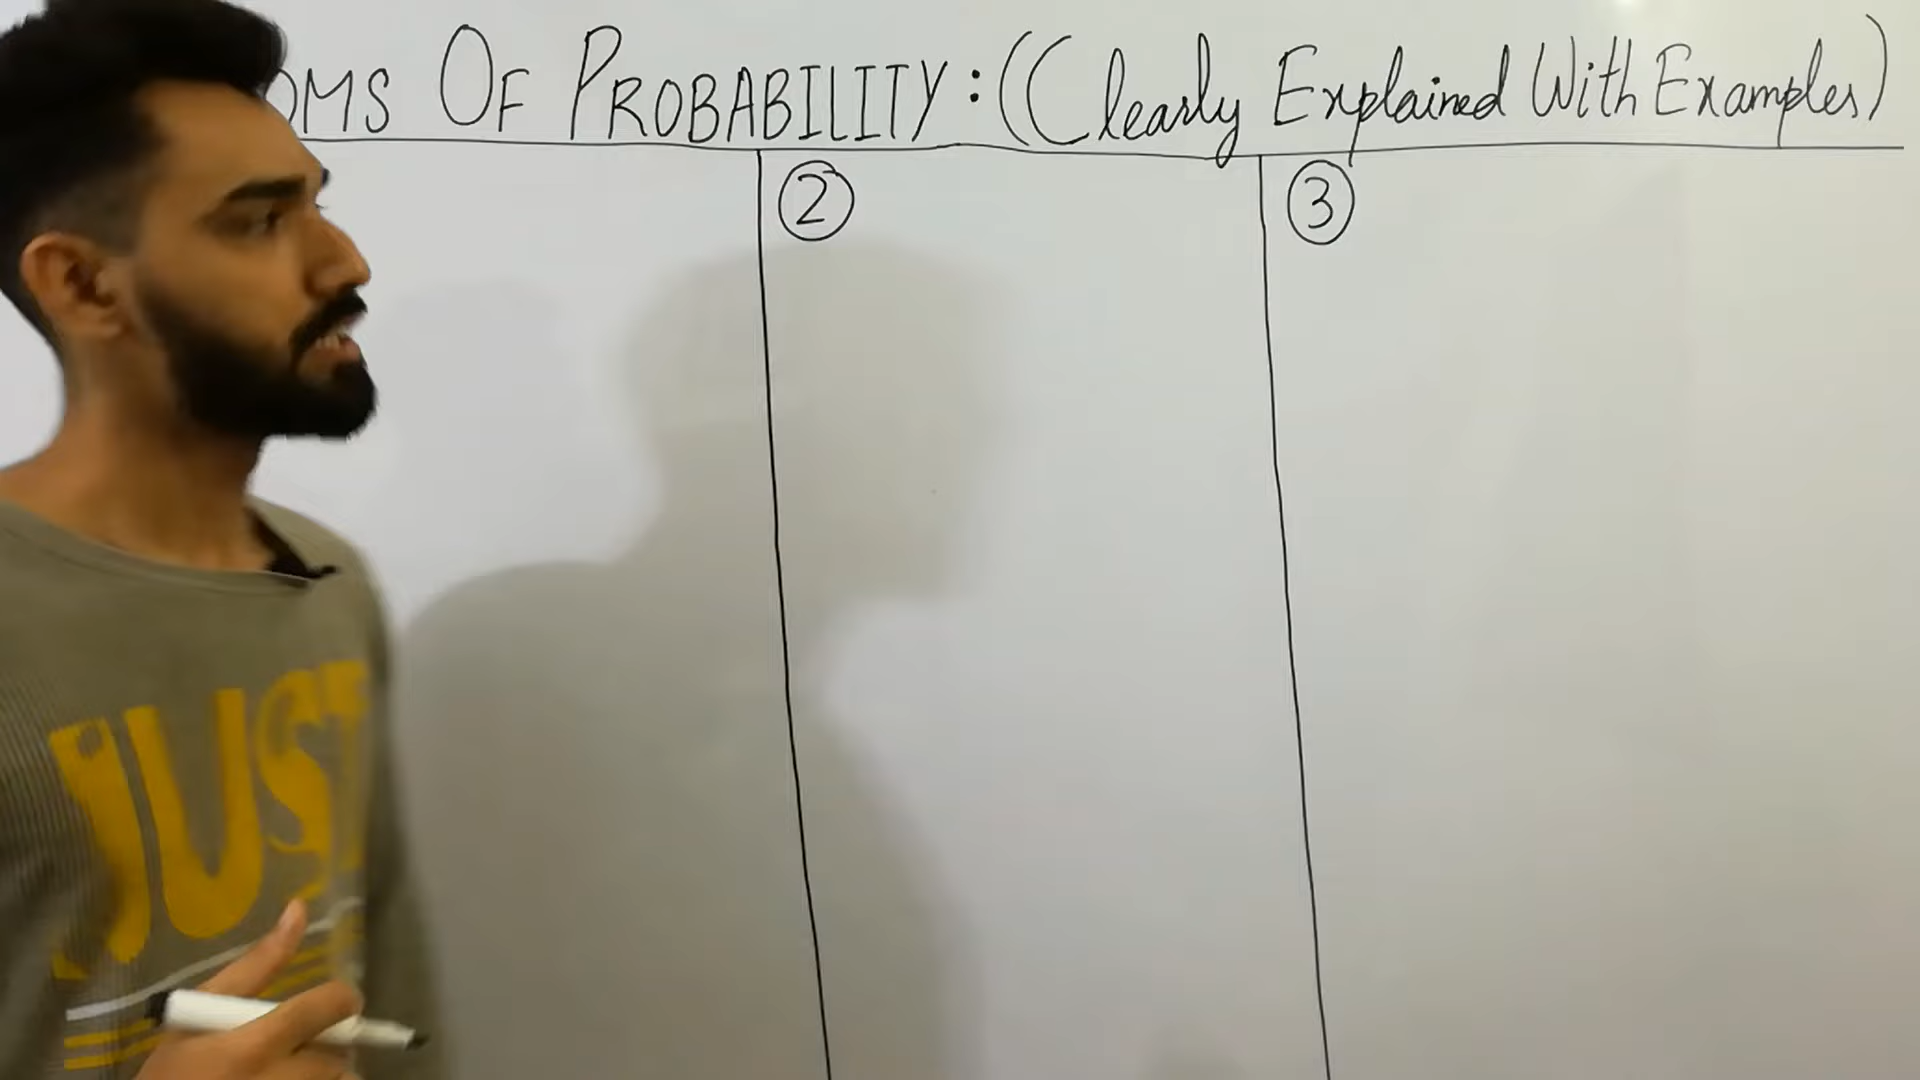 OMS OF PROBABILITY : (Clearly Explained With Examples)
2
3
JUST